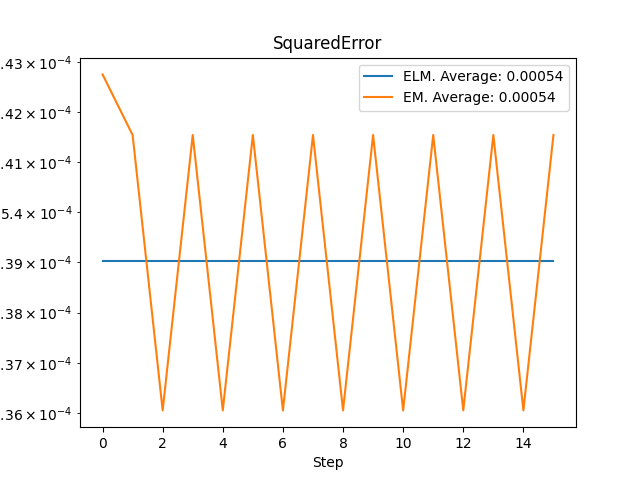 SquaredError
ELM. Average: 0.00054
EM. Average: 0.00054
.43 × 10⁻⁴
.42 × 10⁻⁴
.41 × 10⁻⁴
5.4 × 10⁻⁴
.39 × 10⁻⁴
.38 × 10⁻⁴
.37 × 10⁻⁴
.36 × 10⁻⁴
0 2 4 6 8 10 12 14
Step